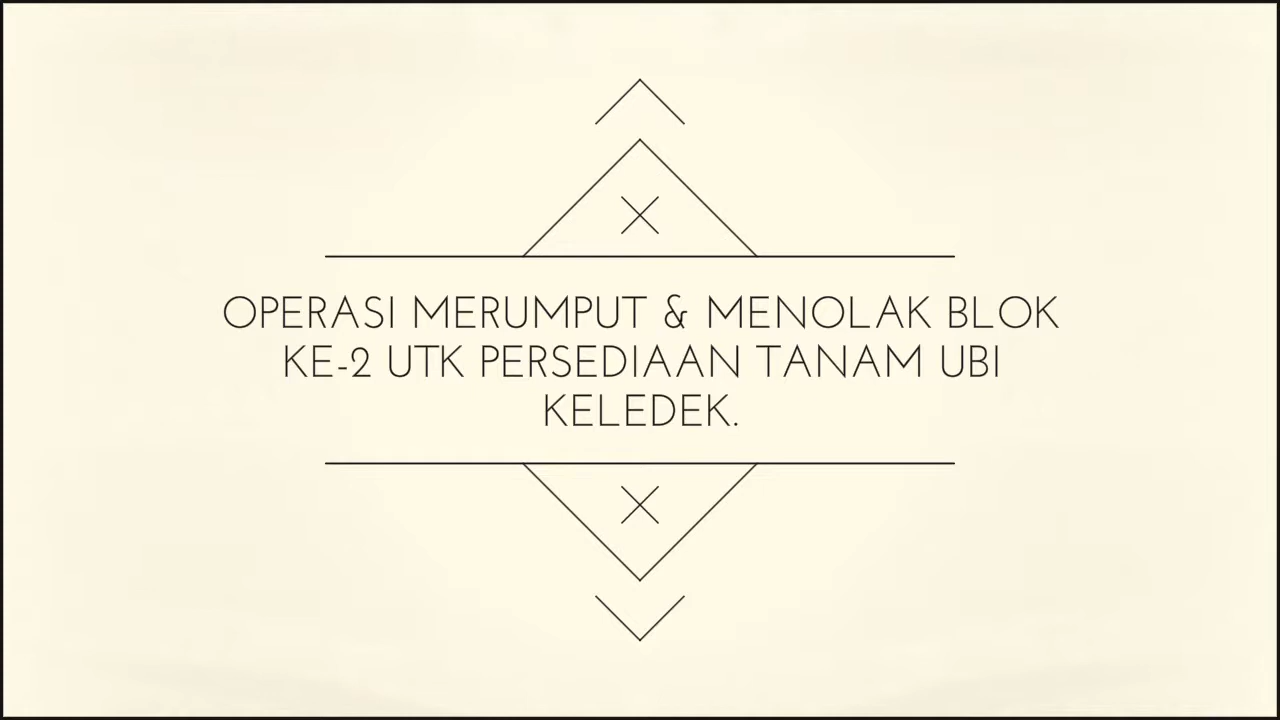 OPERASI MERUMPUT & MENOLAK BLOK
KE-2 UTK PERSEDIAAN TANAM UBI
KELEDEK.